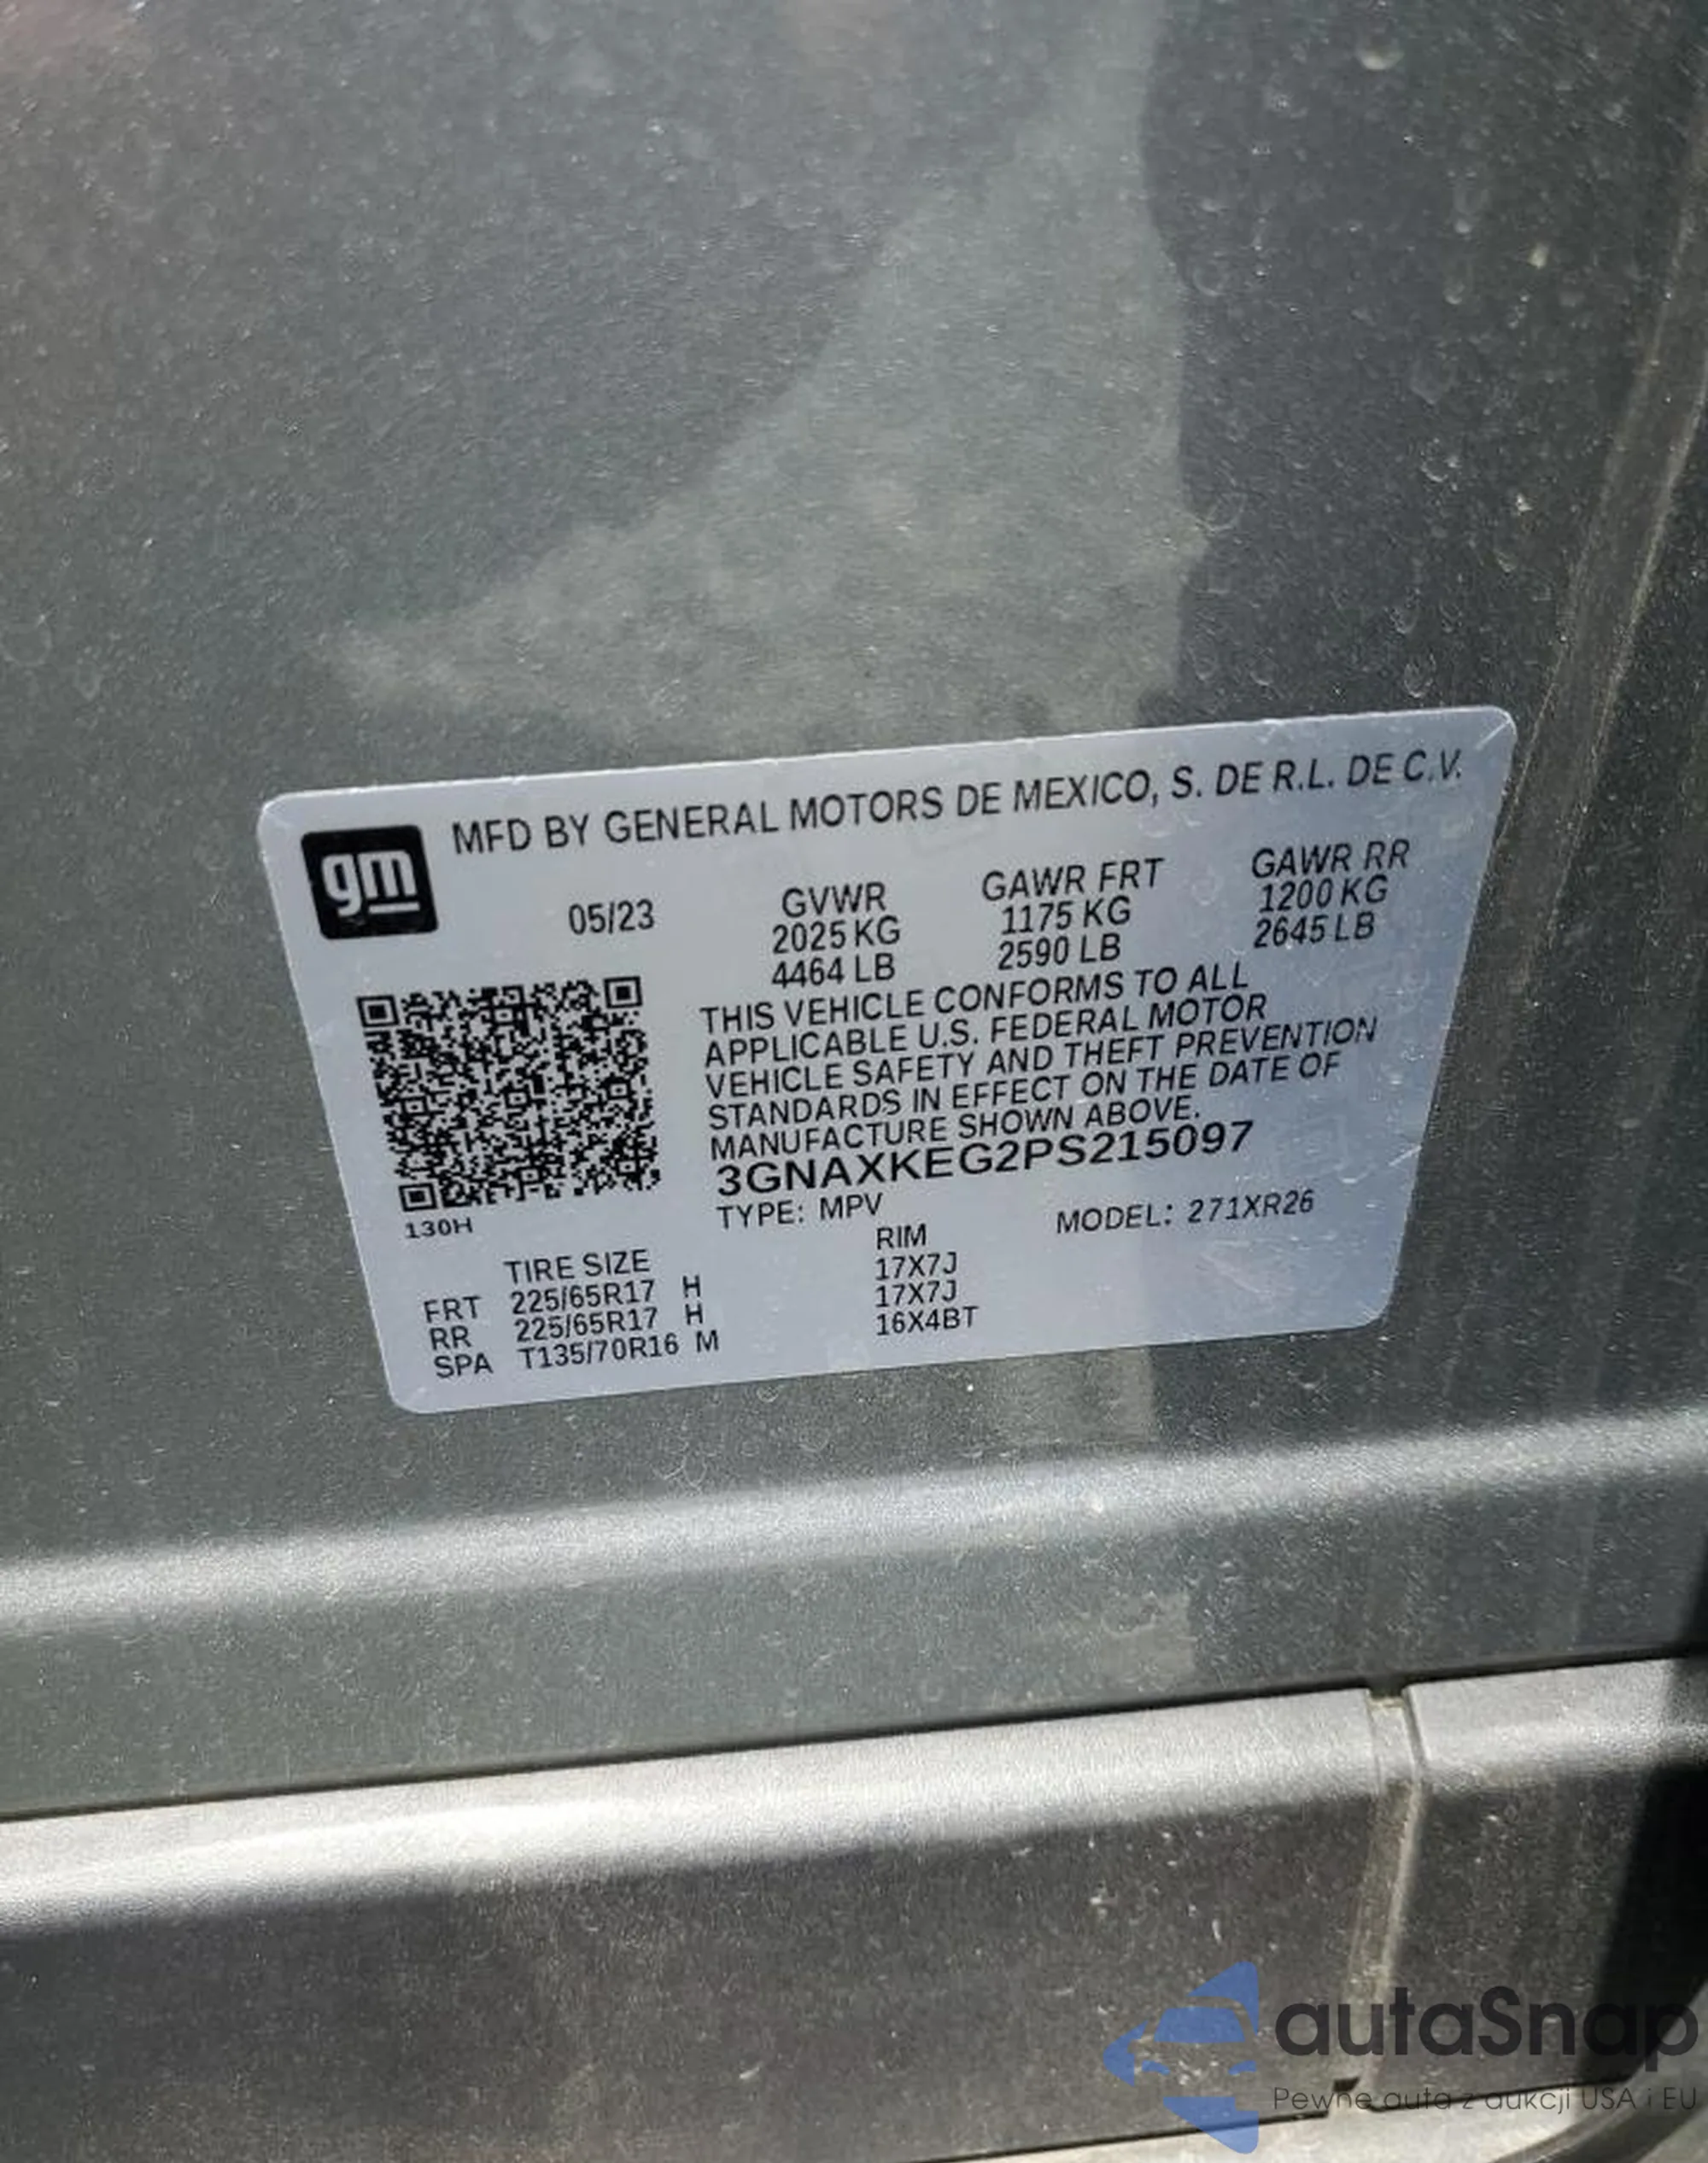 gm
MFD BY GENERAL MOTORS DE MEXICO, S. DE R.L. DE C.V.
05/23
GVWR
2025 KG
4464 LB
GAWR FRT
1175 KG
2590 LB
GAWR RR
1200 KG
2645 LB
THIS VEHICLE CONFORMS TO ALL
APPLICABLE U.S. FEDERAL MOTOR
VEHICLE SAFETY AND THEFT PREVENTION
STANDARDS IN EFFECT ON THE DATE OF
MANUFACTURE SHOWN ABOVE.
3GNAXKEG2PS215097
TYPE: MPV
MODEL: 271XR26
130H
TIRE SIZE RIM
FRT 225/65R17 H 17X7J
RR 225/65R17 H 17X7J
SPA T135/70R16 M 16X4BT
autaSnap
Pewne auta z aukcji USA i EU